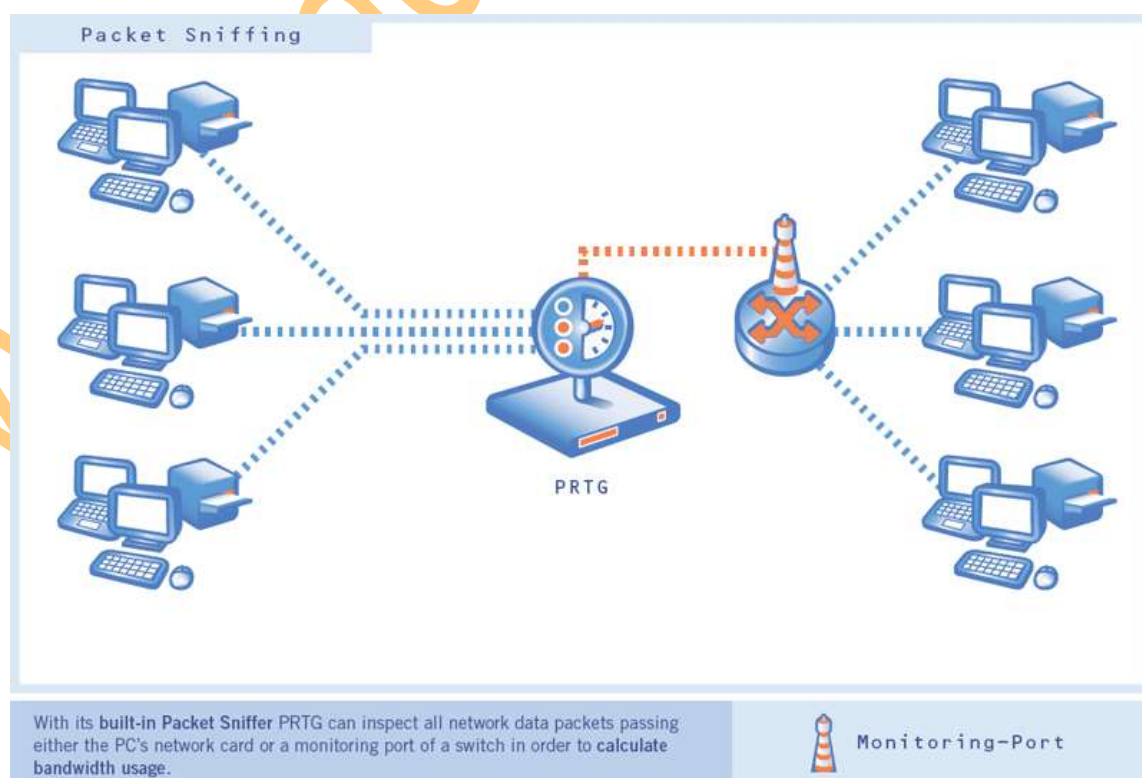 Packet Sniffing
PRTG
With its built-in Packet Sniffer PRTG can inspect all network data packets passing
either the PC's network card or a monitoring port of a switch in order to calculate
bandwidth usage.
Monitoring-Port